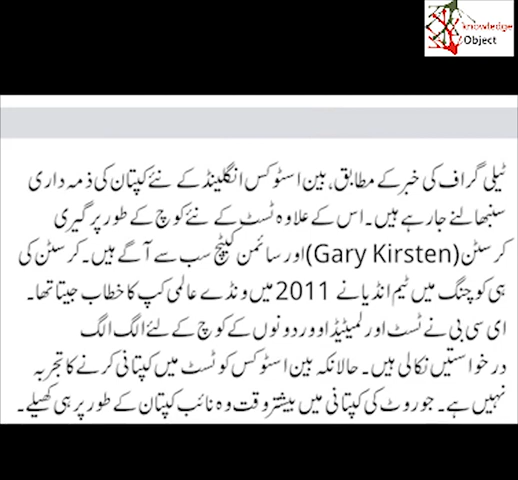 knowledge
Object
ٹیلی گراف کی خبر کے مطابق، بین اسٹوکس انگلینڈ کے نئے کپتان کی ذمہ داری
سنبھالنے جارہے ہیں۔ اس کے علاوہ ٹسٹ کے نئے کوچ کے طور پر گیری
کرسٹن (Gary Kirsten) اور سائمن کیٹچ سب سے آگے ہیں۔ کرسٹن کی
ہی کوچنگ میں ٹیم انڈیا نے 2011 میں ونڈے عالمی کپ کا خطاب جیتا تھا۔
ای سی بی نے ٹسٹ اور لمیٹیڈ اوور دونوں کے کوچ کے لئے الگ الگ
درخواستیں نکالی ہیں۔ حالانکہ بین اسٹوکس کو ٹسٹ میں کپتانی کرنے کا تجربہ
نہیں ہے۔ جوروٹ کی کپتانی میں بیشتر وقت وہ نائب کپتان کے طور پر ہی کھیلے۔